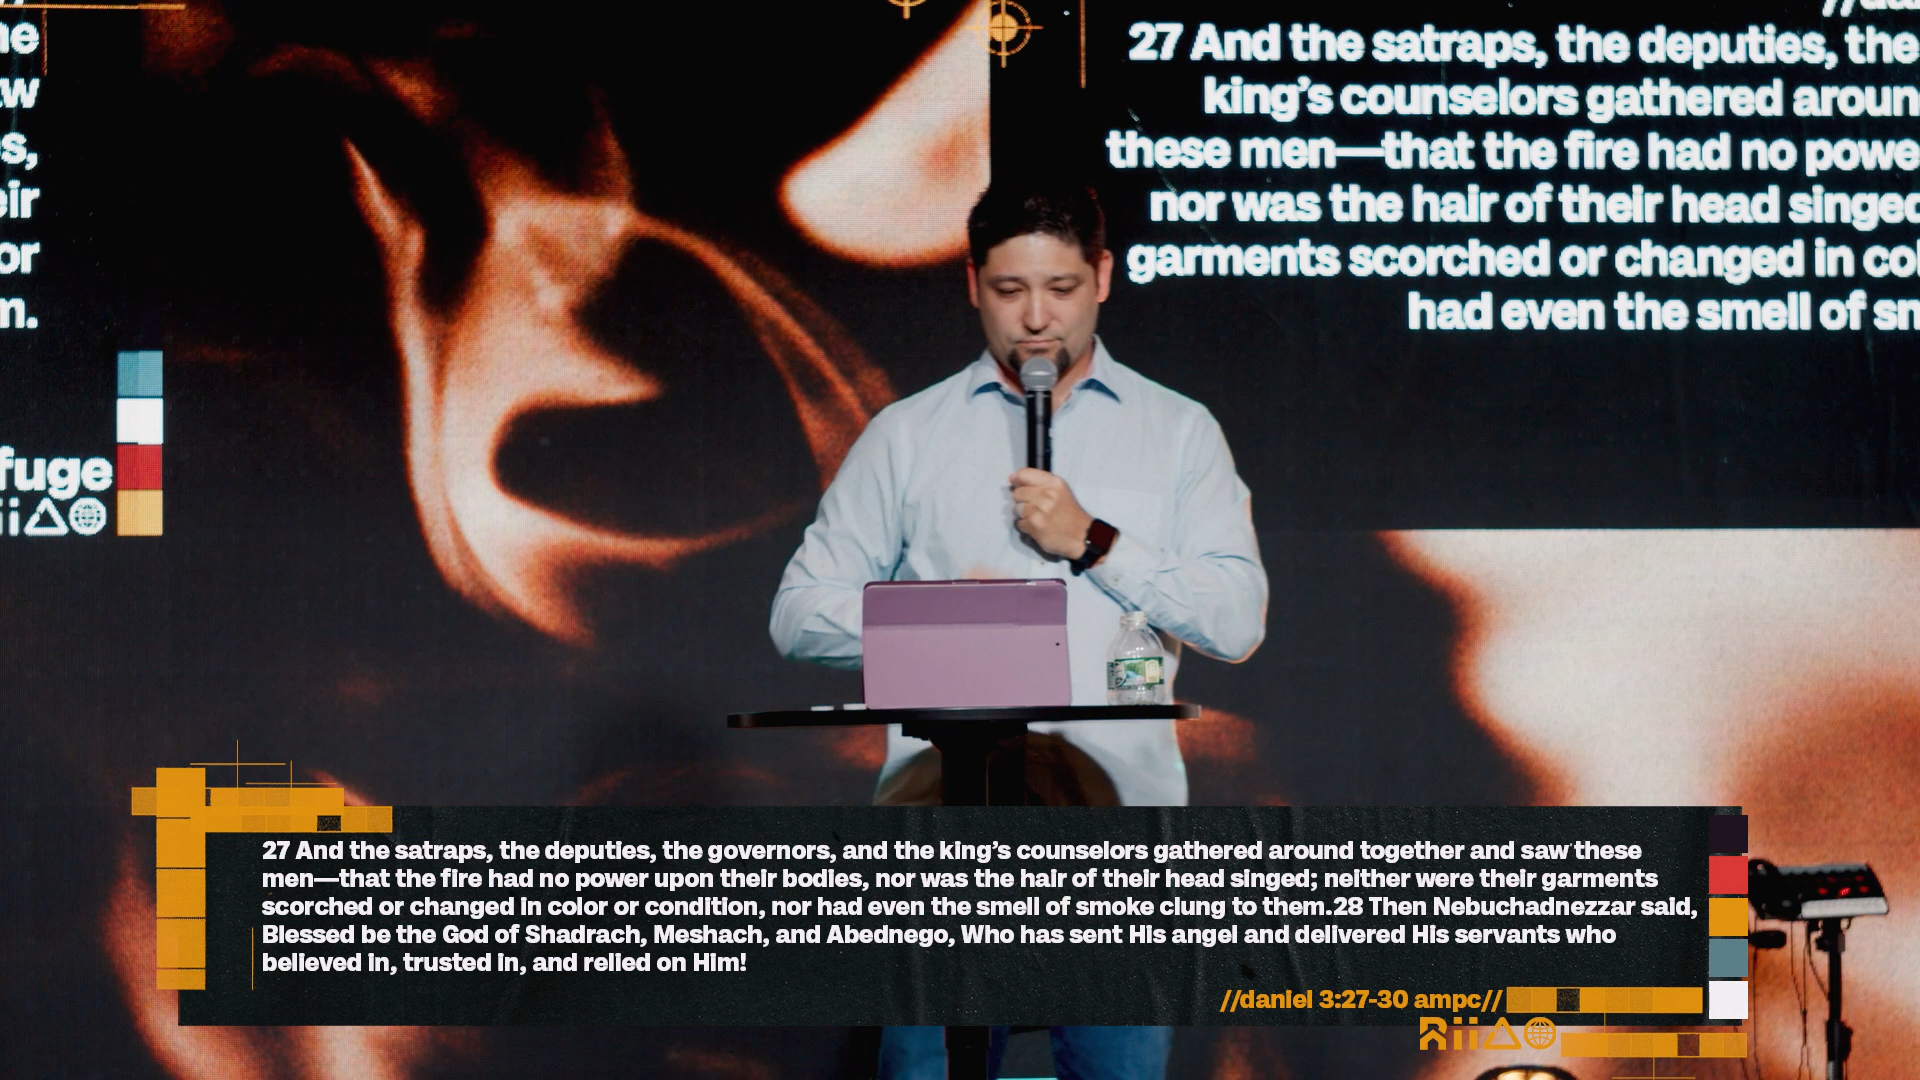 he
aw
s,
eir
or
m.
fuge
27 And the satraps, the deputies, the
king's counselors gathered aroun
these men—that the fire had no powe
nor was the hair of their head singed
garments scorched or changed in col
had even the smell of sm
27 And the satraps, the deputies, the governors, and the king's counselors gathered around together and saw these
men—that the fire had no power upon their bodies, nor was the hair of their head singed; neither were their garments
scorched or changed in color or condition, nor had even the smell of smoke clung to them.28 Then Nebuchadnezzar said,
Blessed be the God of Shadrach, Meshach, and Abednego, Who has sent His angel and delivered His servants who
believed in, trusted in, and relied on Him!
//daniel 3:27-30 ampc//